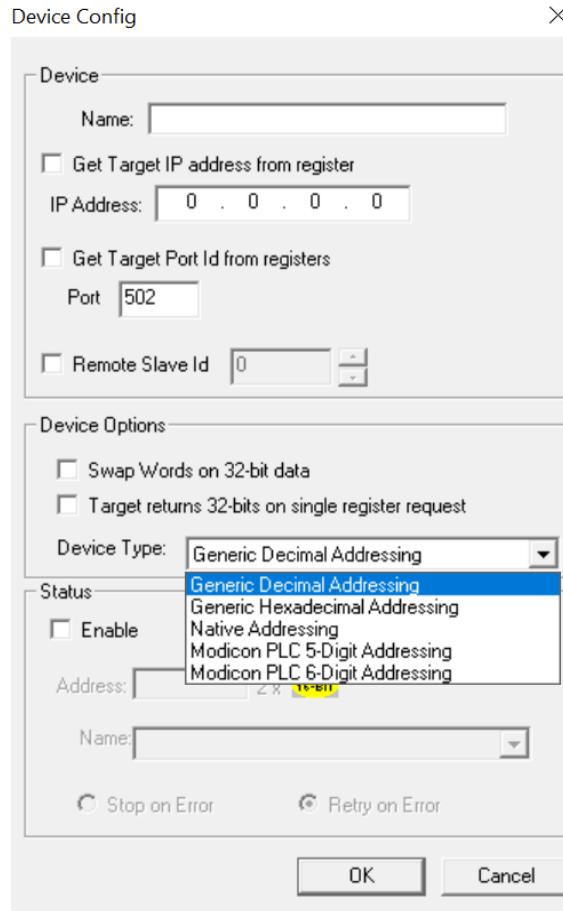 Device Config
Device
Name:
Get Target IP address from register
IP Address: 0 . 0 . 0 . 0
Get Target Port Id from registers
Port 502
Remote Slave Id 0
Device Options
Swap Words on 32-bit data
Target returns 32-bits on single register request
Device Type: Generic Decimal Addressing
Generic Decimal Addressing
Generic Hexadecimal Addressing
Native Addressing
Modicon PLC 5-Digit Addressing
Modicon PLC 6-Digit Addressing
Status
Enable
Address: 2 x 16-BIT
Name:
Stop on Error Retry on Error
OK Cancel